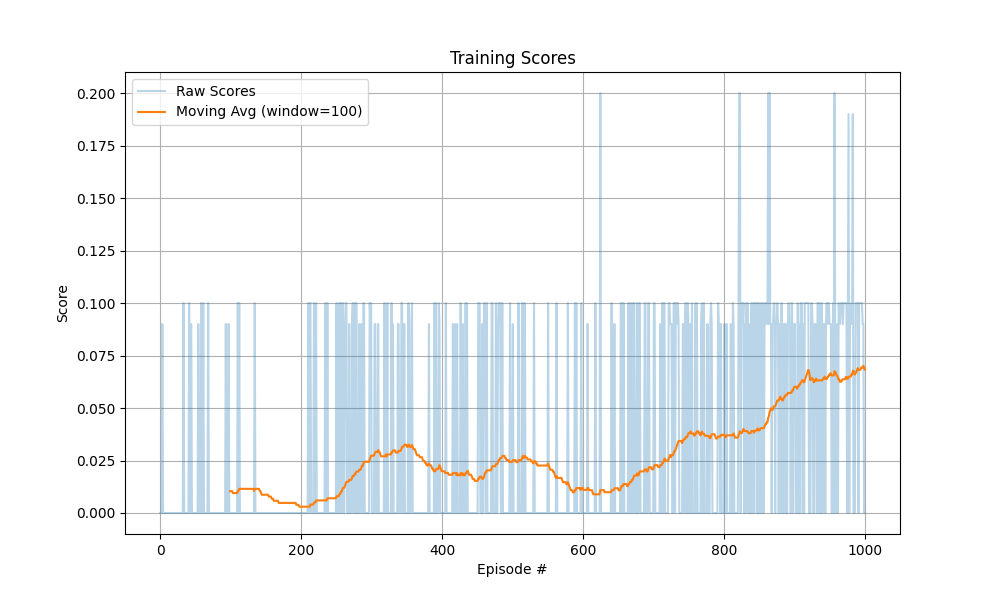 Training Scores
Raw Scores
Moving Avg (window=100)
0.200
0.175
0.150
0.125
0.100
0.075
0.050
0.025
0.000
Score
0 200 400 600 800 1000
Episode #